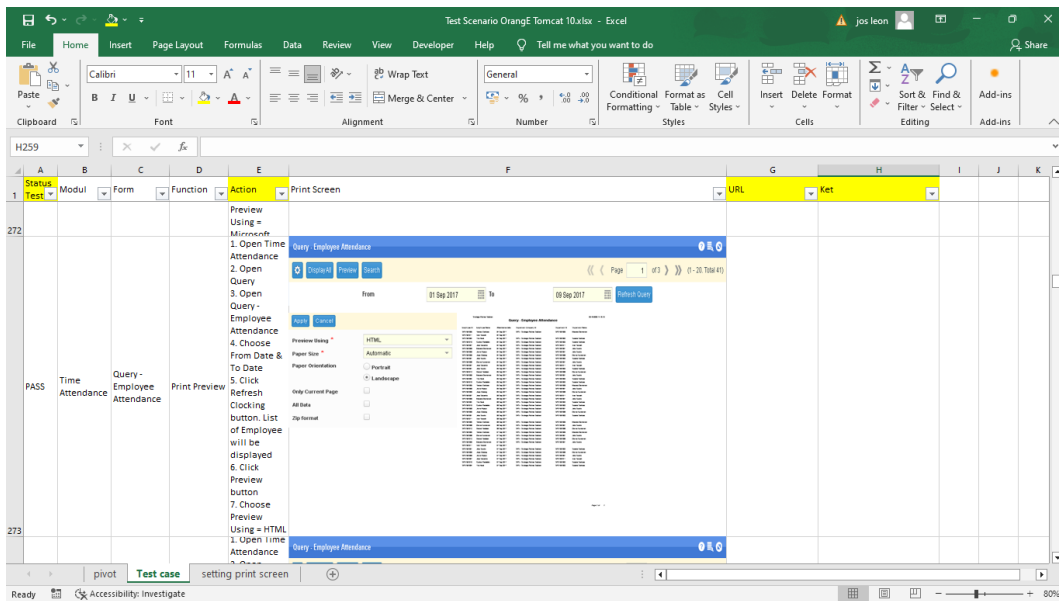 Test Scenario OrangE Tomcat 10.xlsx - Excel
jos leon
File Home Insert Page Layout Formulas Data Review View Developer Help Tell me what you want to do Share
Paste
Calibri 11
Wrap Text
General
Conditional Formatting Format as Table Cell Styles
Insert Delete Format
Sort & Filter Find & Select
Add-ins
B I U
Merge & Center
Clipboard Font Alignment Number Styles Cells Editing Add-ins
H259
fx
A B C D E F G H I J K
1 Status Test Modul Form Function Action Print Screen URL Ket
272
Preview
Using =
Microsoft
273
PASS
Time Attendance
Query - Employee Attendance
Print Preview
1. Open Time
Attendance
2. Open
Query
3. Open
Query -
Employee
Attendance
4. Choose
From Date &
To Date
5. Click
Refresh
Clocking
button. List
of Employee
will be
displayed
6. Click
Preview
button
7. Choose
Preview
Using = HTML
Query - Employee Attendance
Display All Preview Search
Page 1 of 3 (1 - 20. Total 41)
From 01 Sep 2017 To 09 Sep 2017 Refresh Query
Apply Cancel
Preview Using * HTML
Paper Size * Automatic
Paper Orientation Portrait
Landscape
Only Current Page
All Data
Zip format
Query - Employee Attendance
1. Open Time
Attendance
Query - Employee Attendance
pivot Test case setting print screen
Ready Accessibility: Investigate 80%